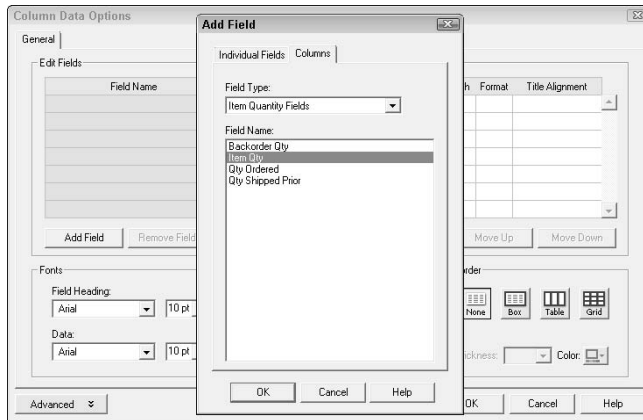 Column Data Options
General
Edit Fields
Field Name
Format
Title Alignment
Add Field
Remove Field
Move Up
Move Down
Fonts
Field Heading:
Arial
10 pt
Data:
Arial
10 pt
None
Box
Table
Grid
Color:
Advanced
OK
Cancel
Help
Add Field
Individual Fields
Columns
Field Type:
Item Quantity Fields
Field Name:
Backorder Qty
Item Qty
Qty Ordered
Qty Shipped Prior
OK
Cancel
Help